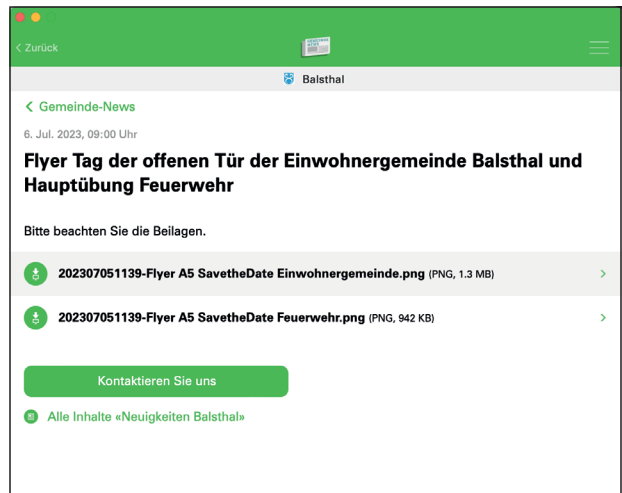 < Zurück
Balsthal
Gemeinde-News
6. Jul. 2023, 09:00 Uhr
Flyer Tag der offenen Tür der Einwohnergemeinde Balsthal und
Hauptübung Feuerwehr
Bitte beachten Sie die Beilagen.
202307051139-Flyer A5 SavetheDate Einwohnergemeinde.png (PNG, 1.3 MB)
202307051139-Flyer A5 SavetheDate Feuerwehr.png (PNG, 942 KB)
Kontaktieren Sie uns
Alle Inhalte «Neuigkeiten Balsthal»